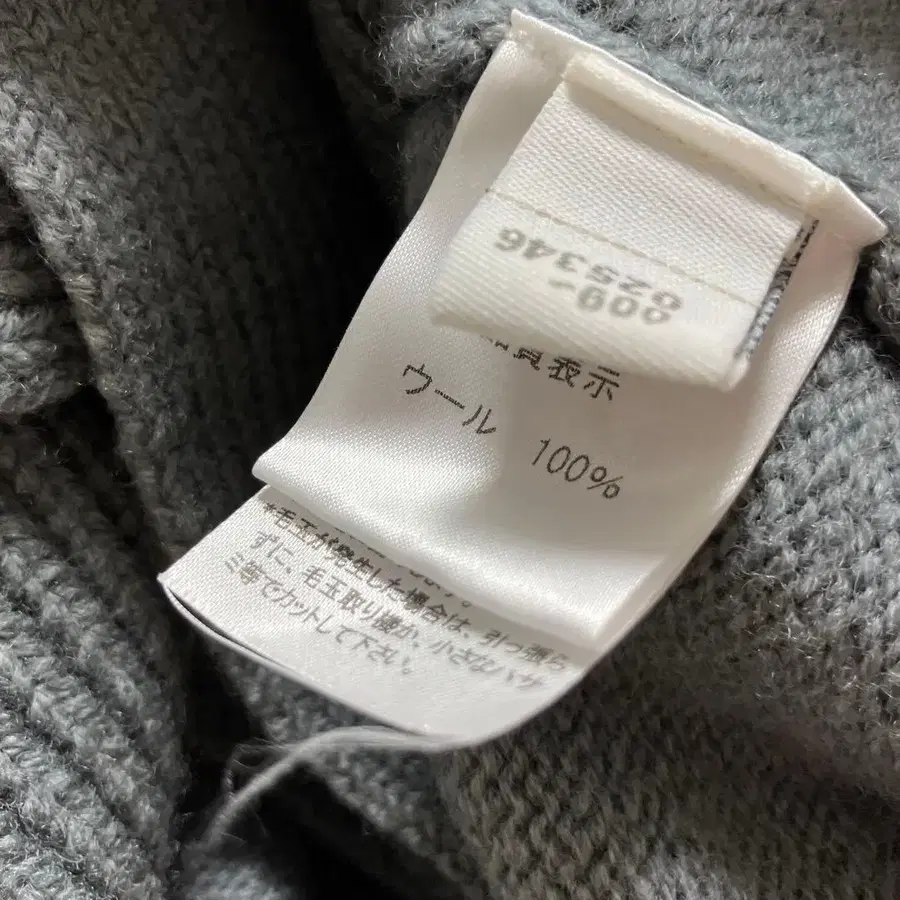 025346
質表示
ウール 100%
*毛玉が発生した場合は、引っ張ら
ずに、毛玉取り機か、小さなハサ
ミ等でカットして下さい。